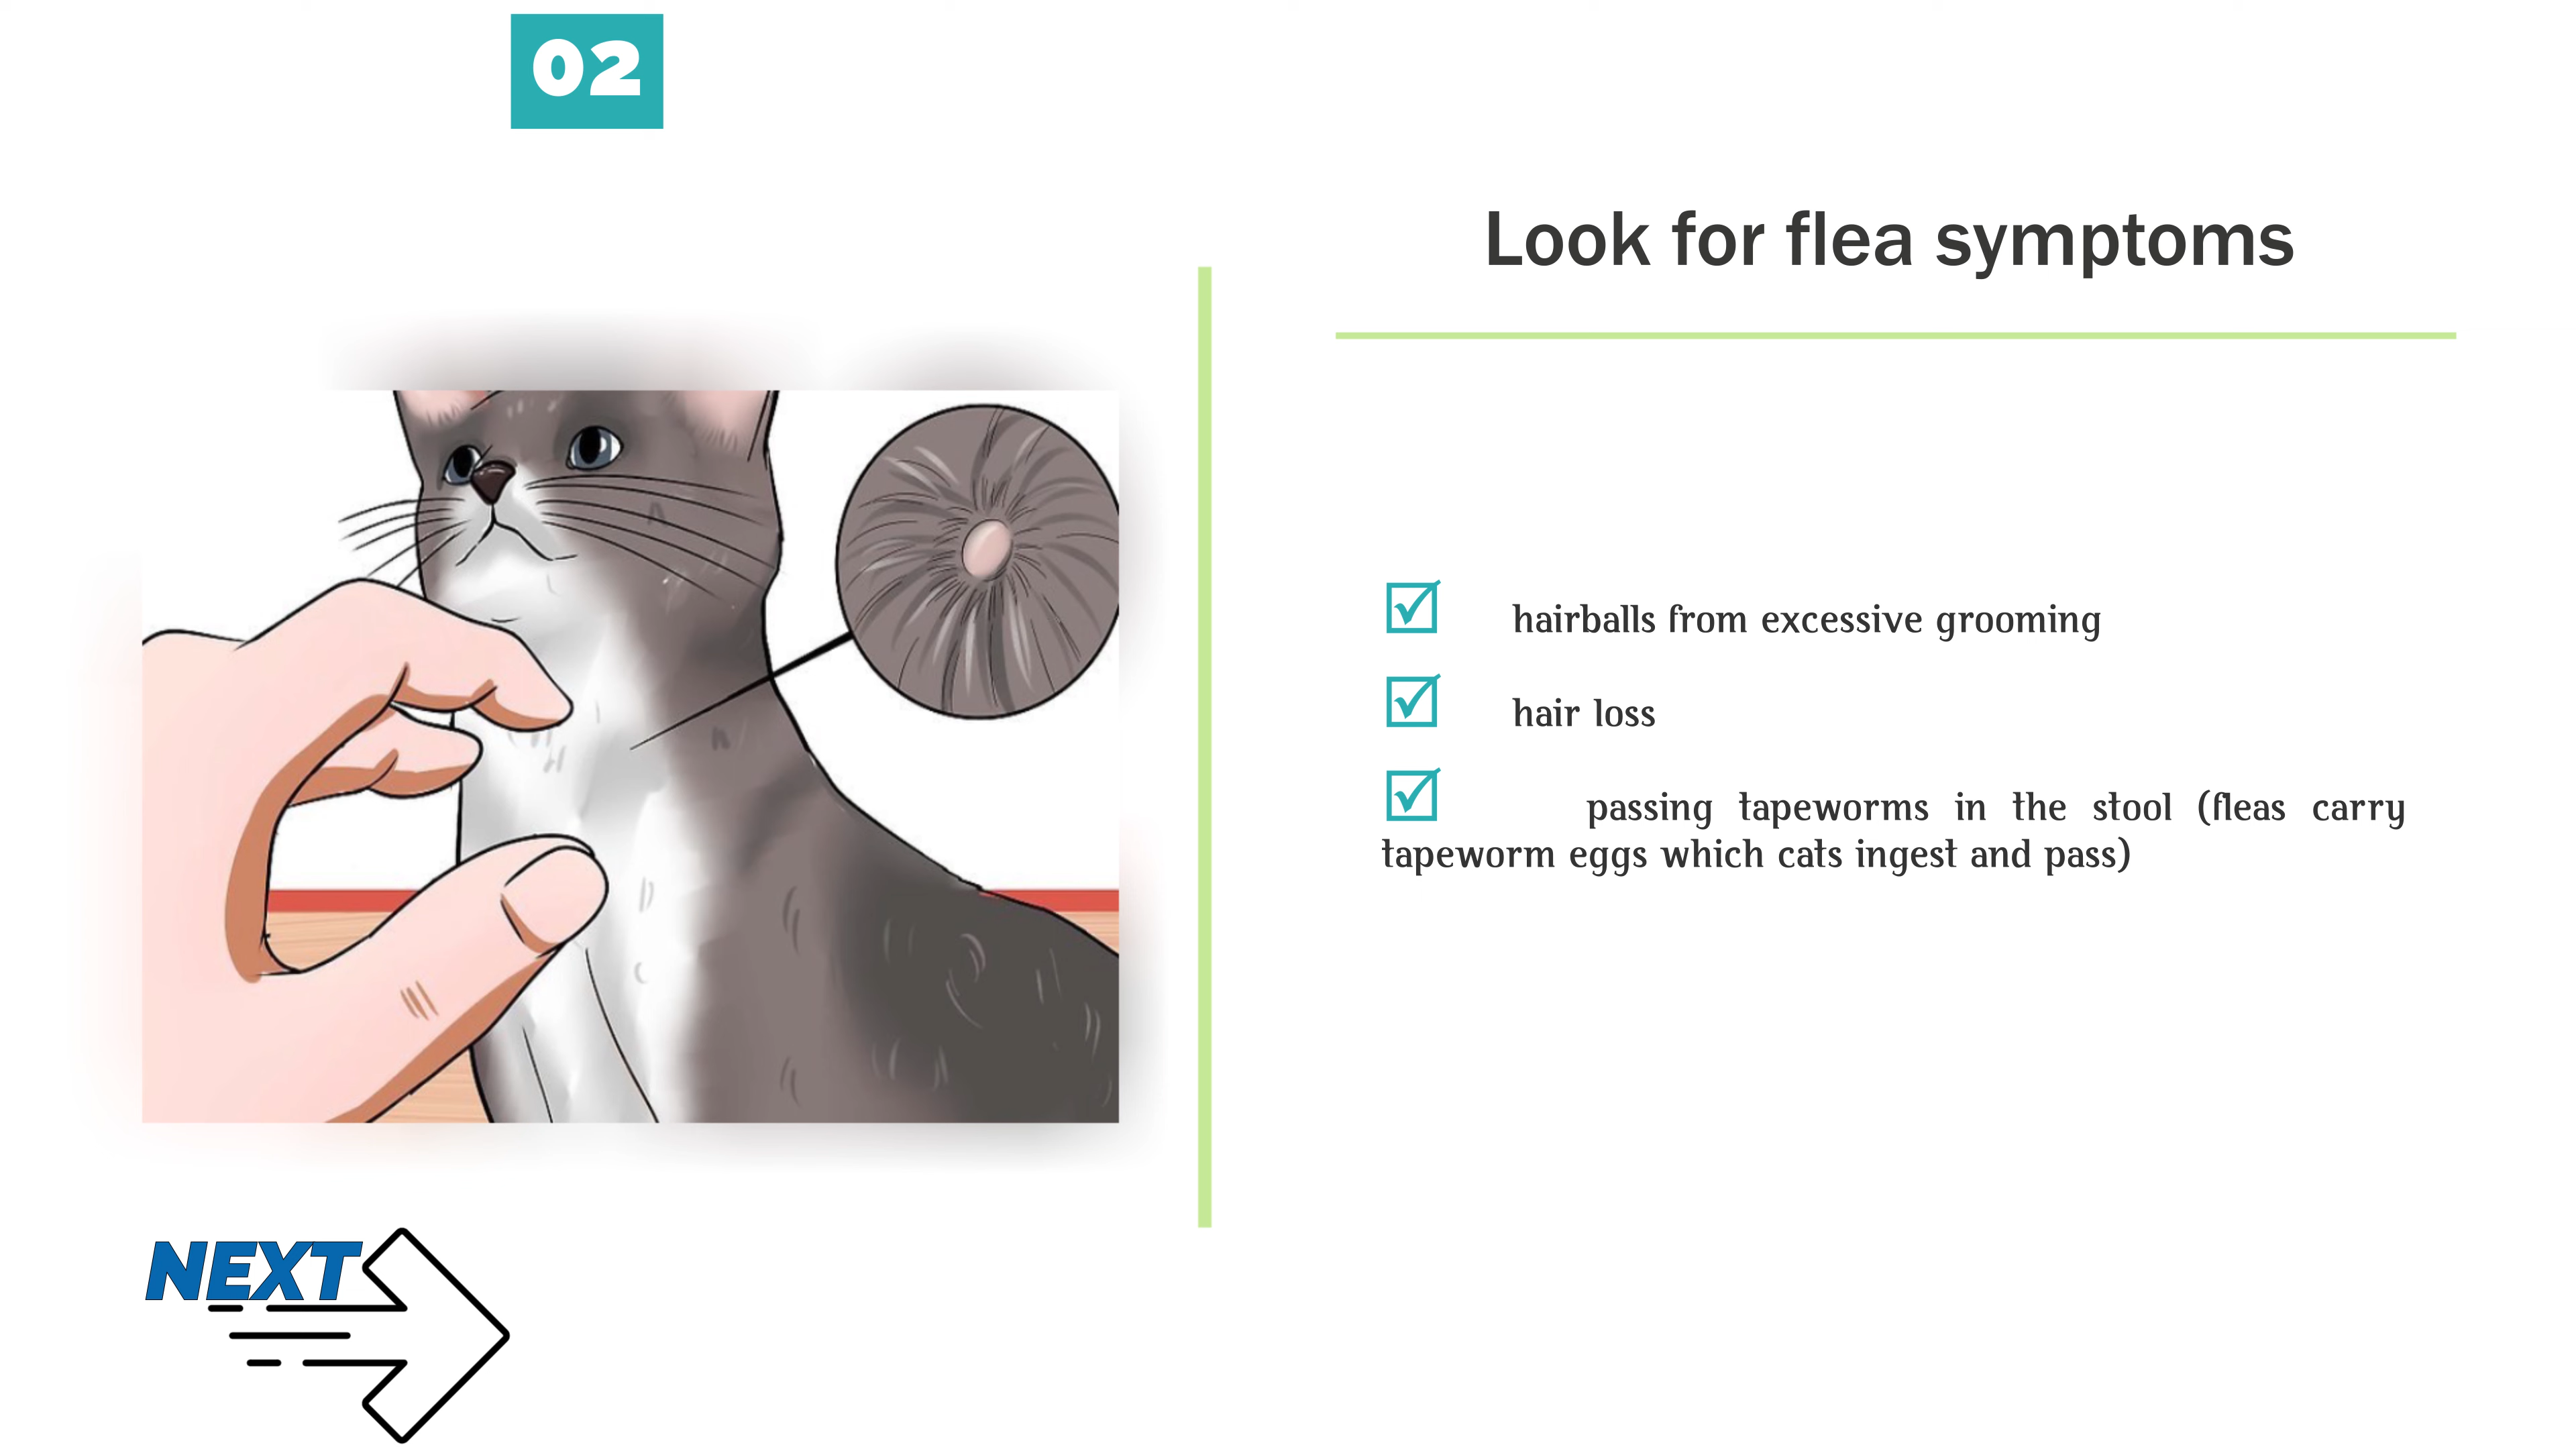 02
Look for flea symptoms
hairballs from excessive grooming
hair loss
passing tapeworms in the stool (fleas carry
tapeworm eggs which cats ingest and pass)
NEXT